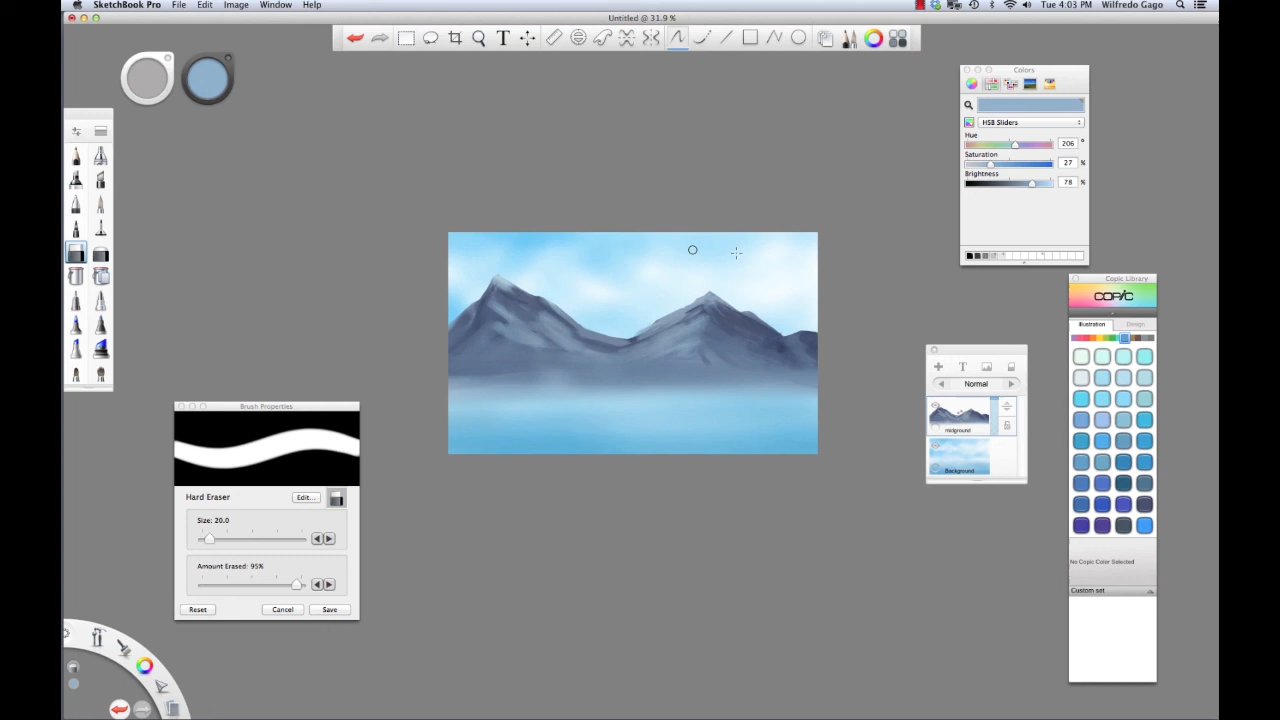 SketchBook Pro File Edit Image Window Help
Tue 4:03 PM Wilfredo Gago
Untitled @ 31.9 %
T
Colors
HSB Sliders
Hue
206 °
Saturation
27 %
Brightness
78 %
Copic Library
COPIC
Illustration Design
No Copic Color Selected
Custom set
T
Normal
midground
Background
Brush Properties
Hard Eraser Edit...
Size: 20.0
Amount Erased: 95%
Reset Cancel Save